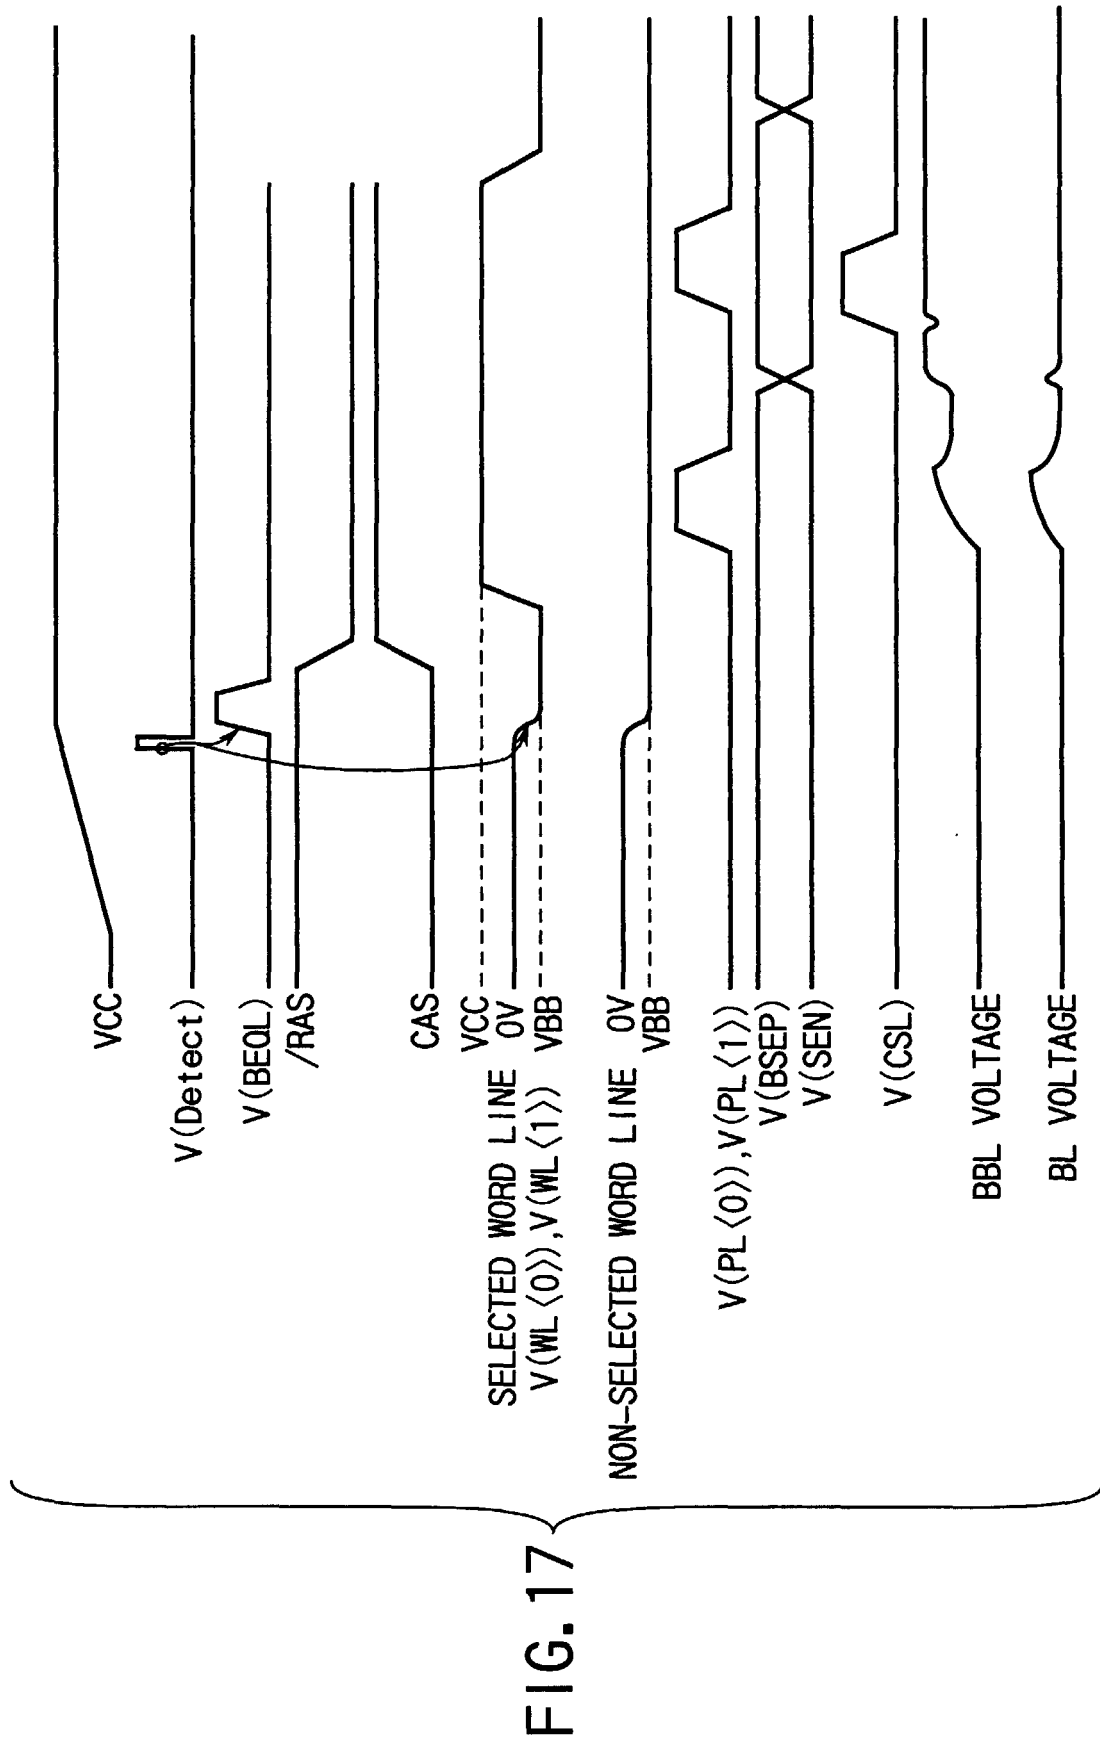 VCC
V(Detect)
V(BEQL)
/RAS
CAS
VCC
SELECTED WORD LINE 0V
V(WL⟨0⟩),V(WL⟨1⟩) VBB
NON-SELECTED WORD LINE 0V
VBB
V(PL⟨0⟩),V(PL⟨1⟩)
V(BSEP)
V(SEN)
V(CSL)
BBL VOLTAGE
BL VOLTAGE
FIG. 17